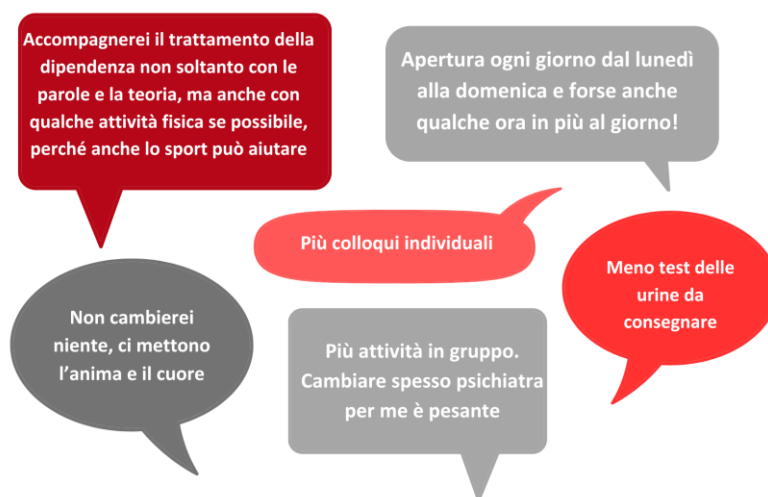 Accompagnerei il trattamento della
dipendenza non soltanto con le
parole e la teoria, ma anche con
qualche attività fisica se possibile,
perché anche lo sport può aiutare
Apertura ogni giorno dal lunedì
alla domenica e forse anche
qualche ora in più al giorno!
Più colloqui individuali
Meno test delle
urine da
consegnare
Non cambierei
niente, ci mettono
l’anima e il cuore
Più attività in gruppo.
Cambiare spesso psichiatra
per me è pesante